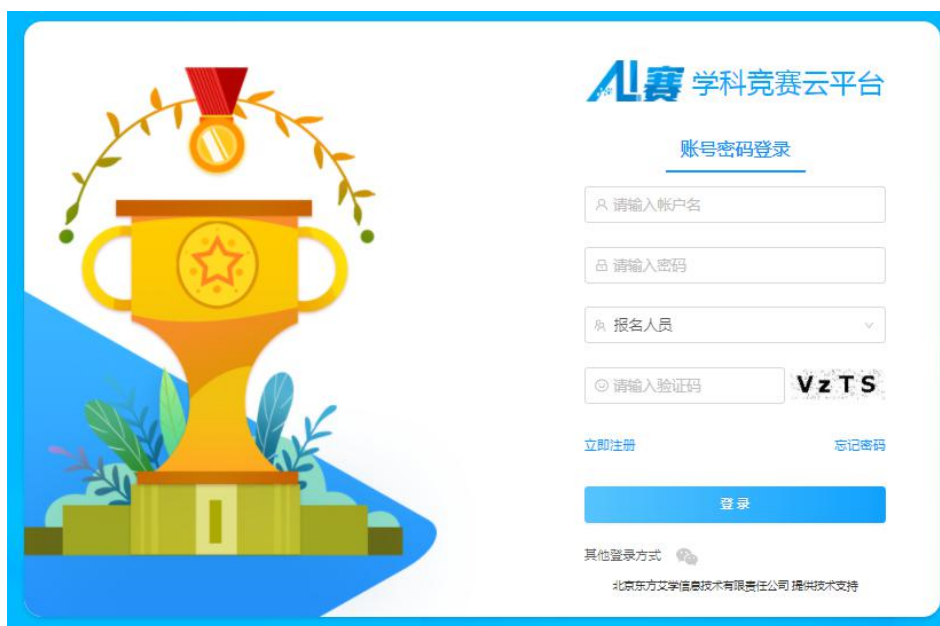 AL赛 学科竞赛云平台
账号密码登录
请输入帐户名
请输入密码
报名人员
请输入验证码 VzTS
立即注册 忘记密码
登录
其他登录方式
北京东方艾学信息技术有限责任公司 提供技术支持